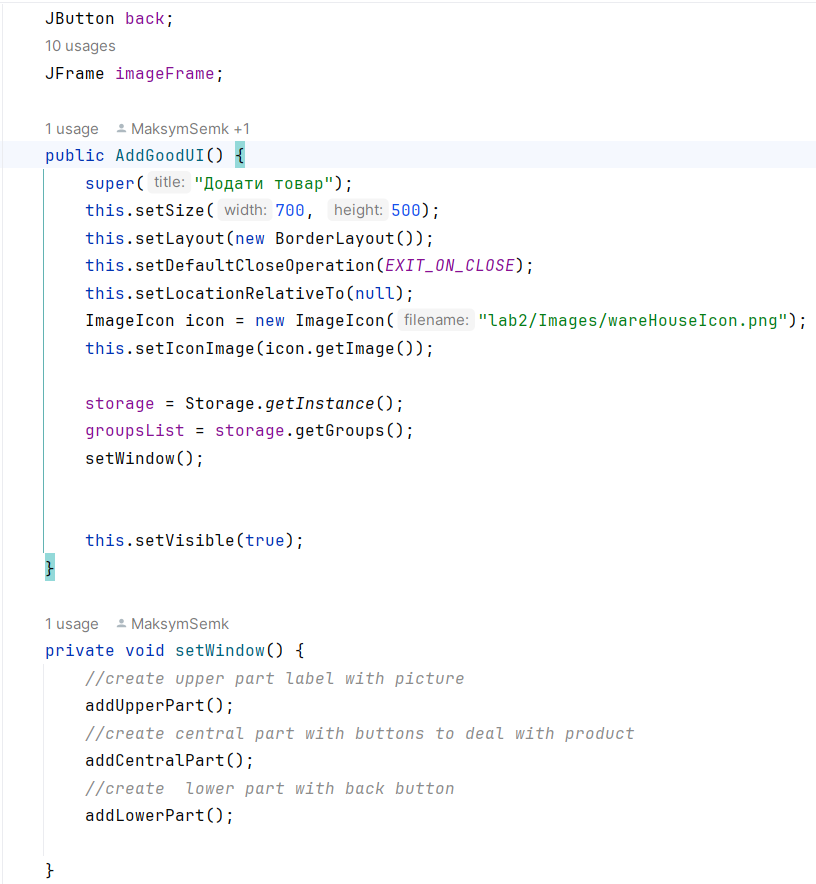 JButton back;
10 usages
JFrame imageFrame;
1 usage MaksymSemk +1
public AddGoodUI() {
super( title: "Додати товар");
this.setSize( width: 700, height: 500);
this.setLayout(new BorderLayout());
this.setDefaultCloseOperation(EXIT_ON_CLOSE);
this.setLocationRelativeTo(null);
ImageIcon icon = new ImageIcon( filename: "lab2/Images/wareHouseIcon.png");
this.setIconImage(icon.getImage());
storage = Storage.getInstance();
groupsList = storage.getGroups();
setWindow();
this.setVisible(true);
}
1 usage MaksymSemk
private void setWindow() {
//create upper part label with picture
addUpperPart();
//create central part with buttons to deal with product
addCentralPart();
//create  lower part with back button
addLowerPart();
}